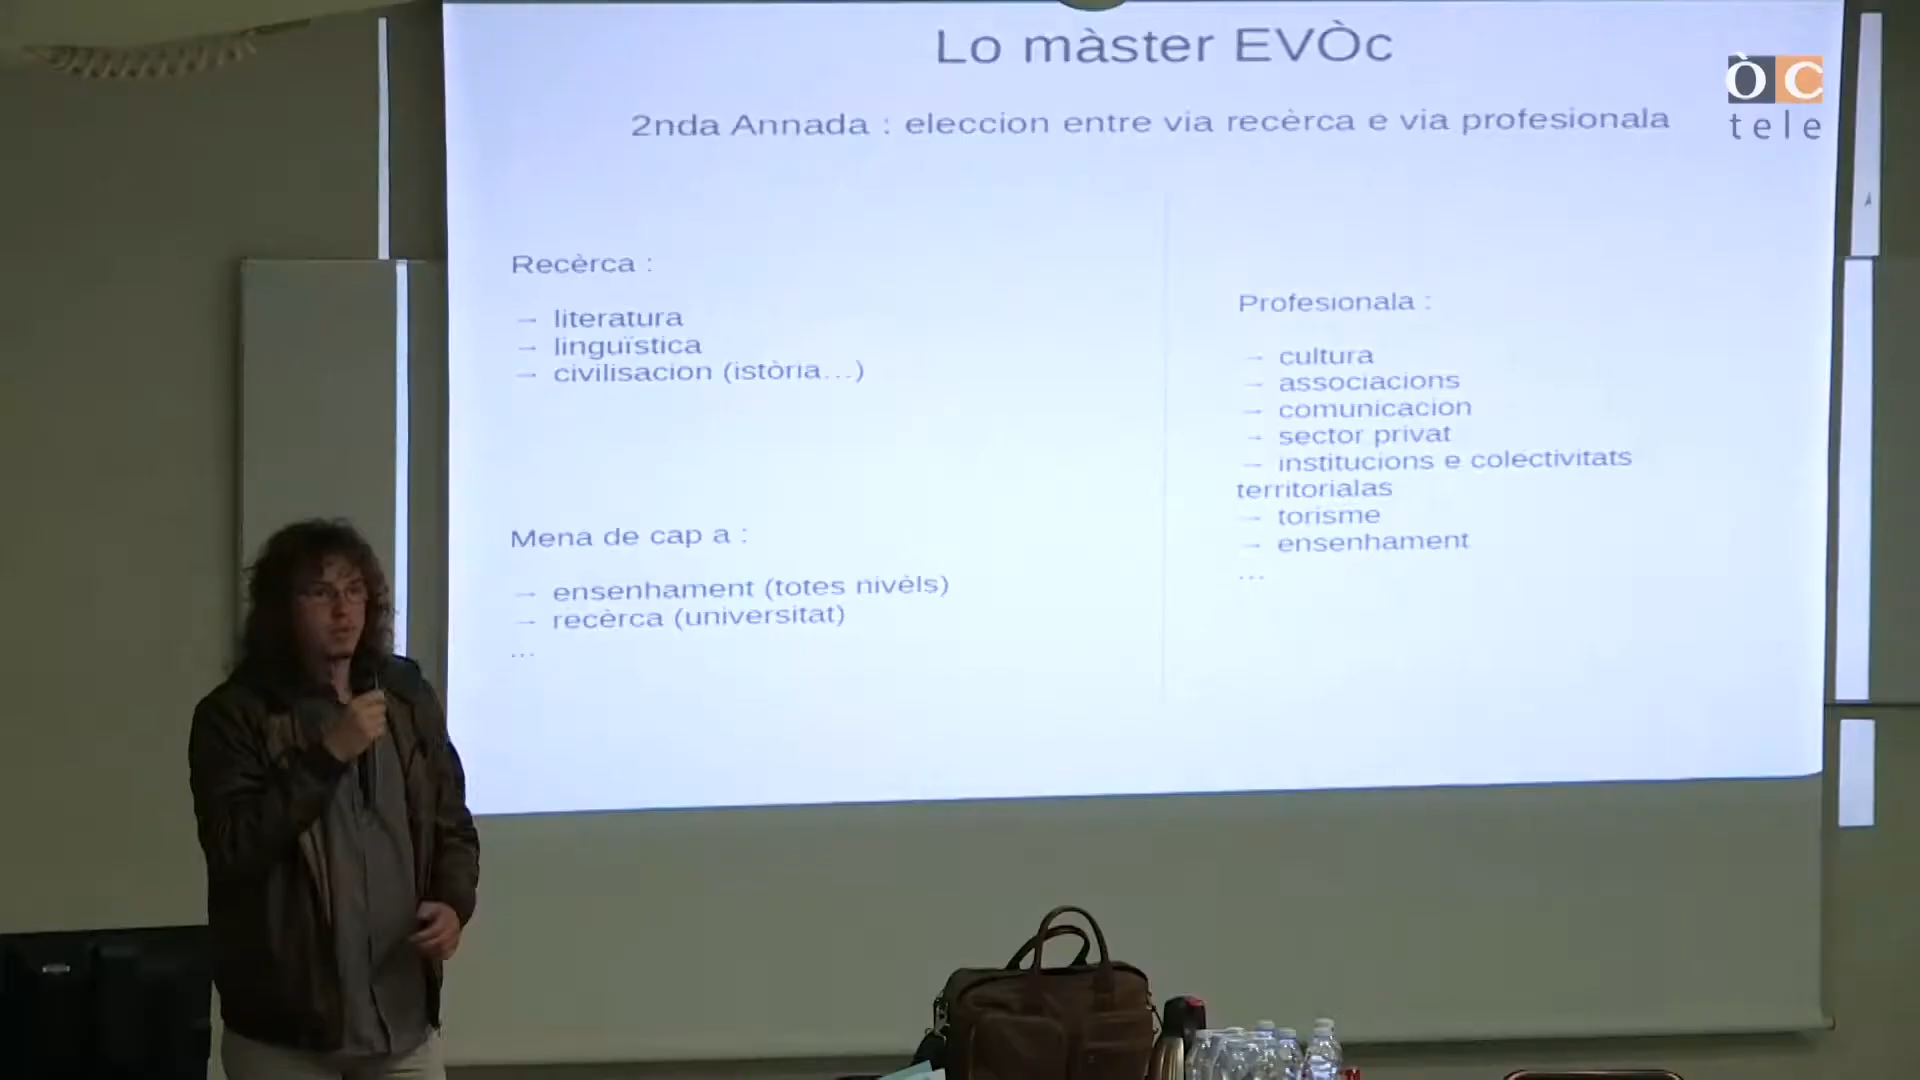 Lo màster EVÒc
2nda Annada : eleccion entre via recèrca e via profesionala
òc
tele
Recèrca :
→ literatura
→ linguïstica
→ civilisacion (istòria...)
Mena de cap a :
→ ensenhament (totes nivèls)
→ recèrca (universitat)
...
Profesionala :
→ cultura
→ associacions
→ comunicacion
→ sector privat
→ institucions e colectivitats
territorialas
→ torisme
→ ensenhament
...